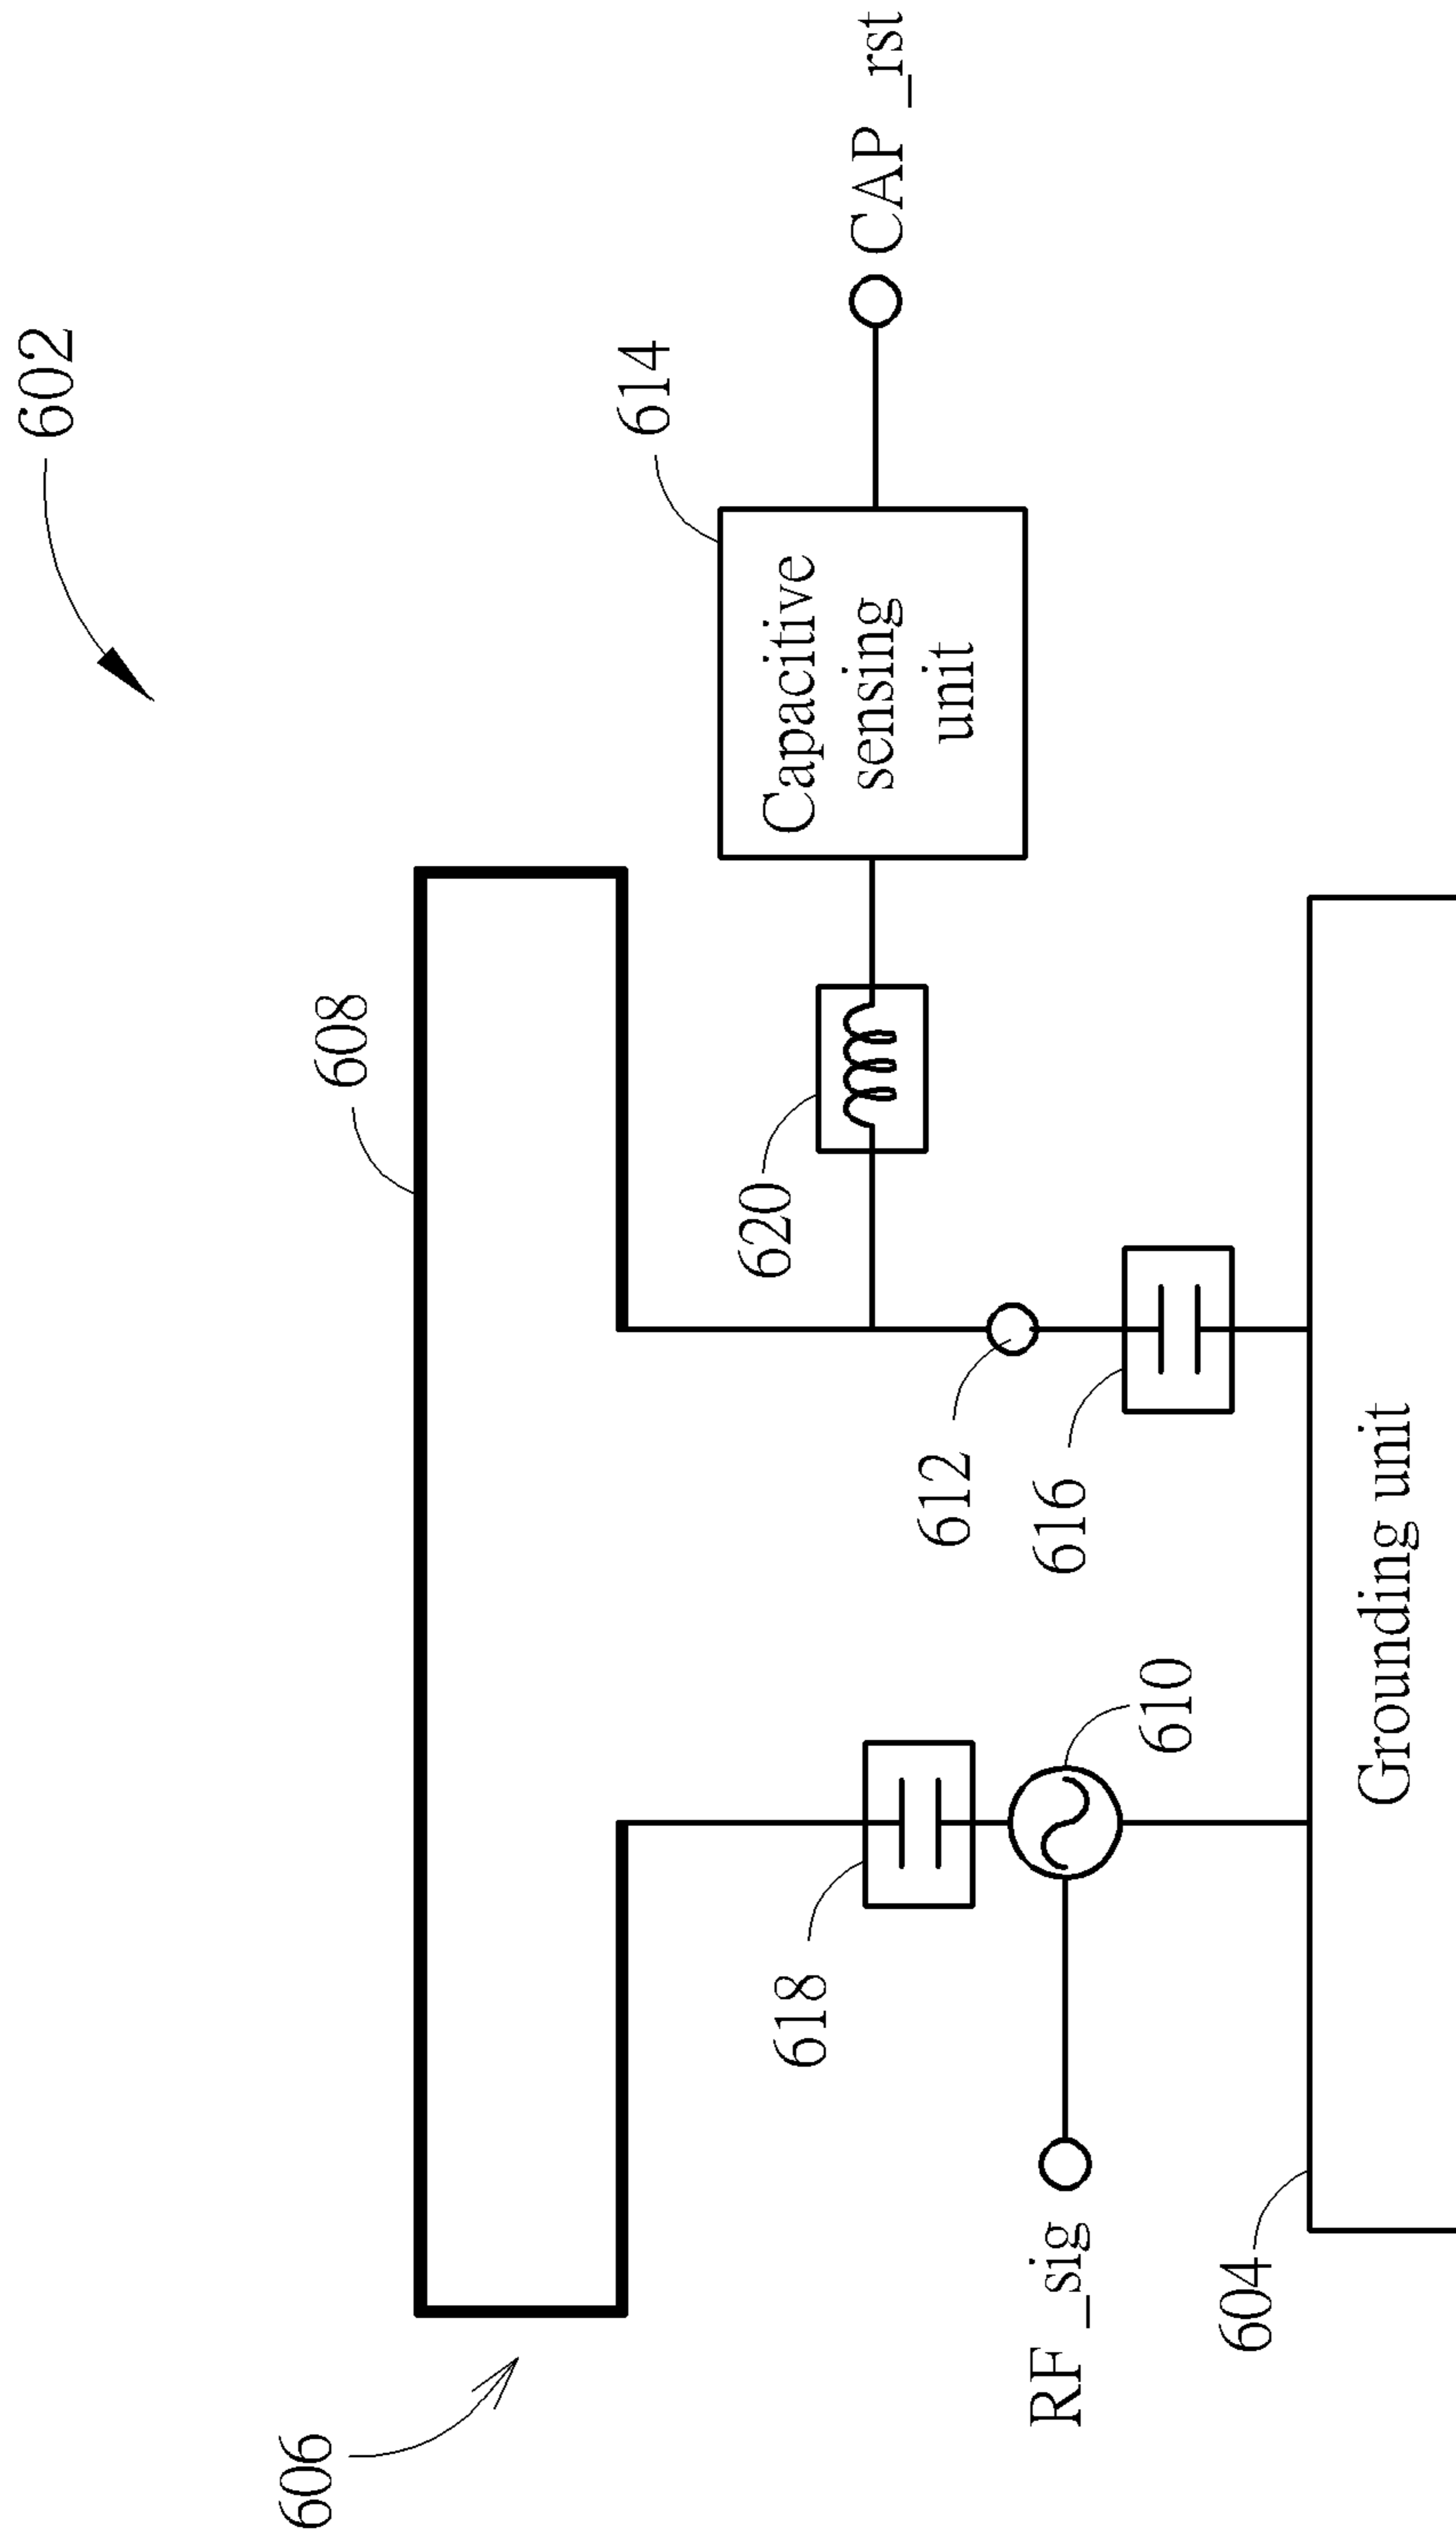 602
606
608
614
Capacitive
sensing
unit
CAP_rst
620
618
612
616
610
RF_sig
604
Grounding unit